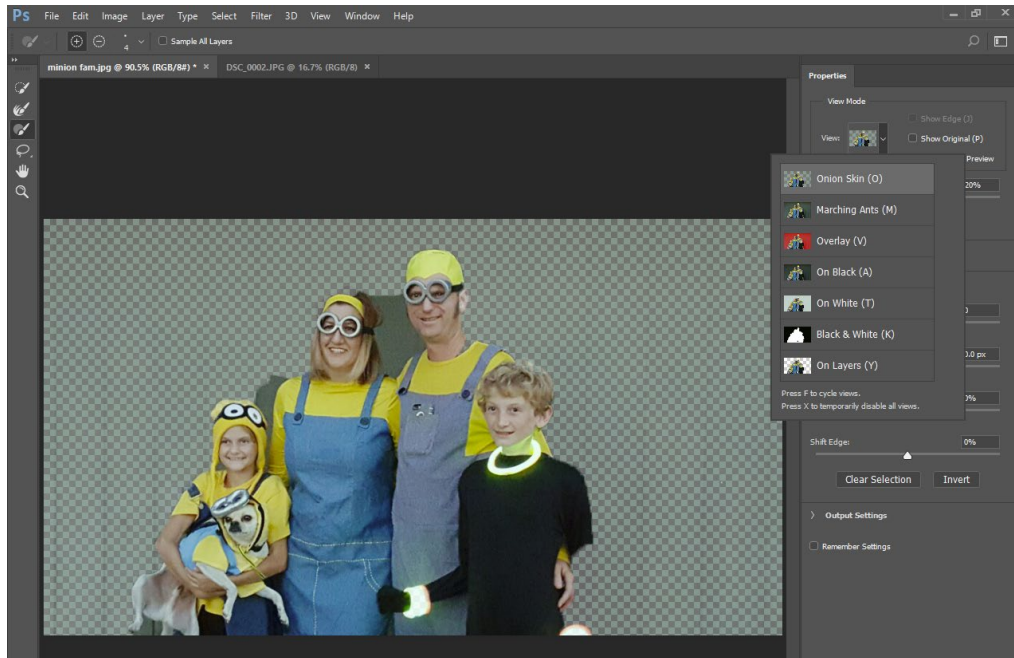 Ps File Edit Image Layer Type Select Filter 3D View Window Help
4 Sample All Layers
minion fam.jpg @ 90.5% (RGB/8#) * × DSC_0002.JPG @ 16.7% (RGB/8) ×
Properties
View Mode
Show Edge (J)
View: Show Original (P)
Preview
Onion Skin (O)
20%
Marching Ants (M)
Overlay (V)
On Black (A)
On White (T)
Black & White (K)
0.0 px
On Layers (Y)
Press F to cycle views.
0%
Press X to temporarily disable all views.
Shift Edge: 0%
Clear Selection Invert
Output Settings
Remember Settings